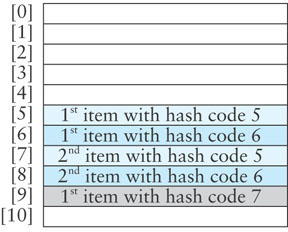 [0]
[1]
[2]
[3]
[4]
[5] 1st item with hash code 5
[6] 1st item with hash code 6
[7] 2nd item with hash code 5
[8] 2nd item with hash code 6
[9] 1st item with hash code 7
[10]